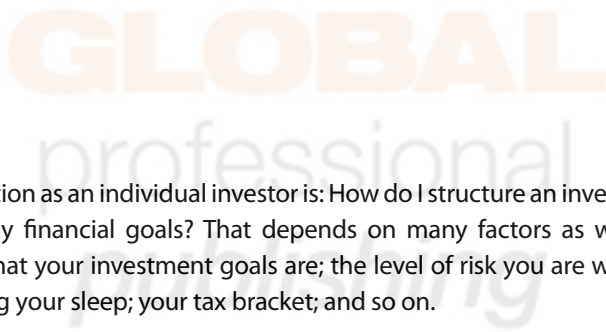 GLOBAL
professional
publishing
tion as an individual investor is: How do I structure an inve
y financial goals? That depends on many factors as w
hat your investment goals are; the level of risk you are w
g your sleep; your tax bracket; and so on.